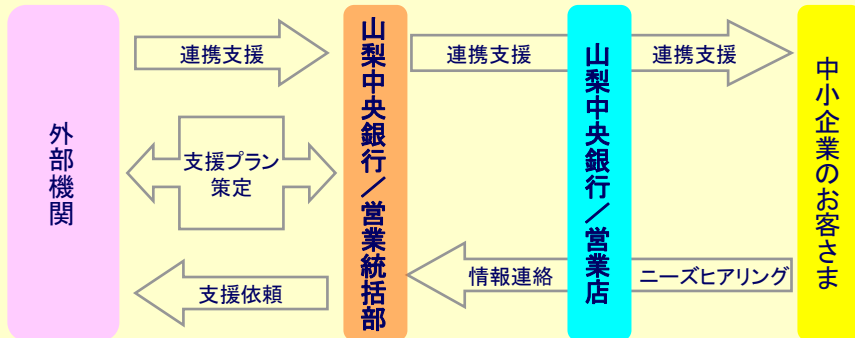 外部機関
連携支援
支援プラン
策定
支援依頼
山梨中央銀行／営業統括部
連携支援
情報連絡
山梨中央銀行／営業店
連携支援
ニーズヒアリング
中小企業のお客さま